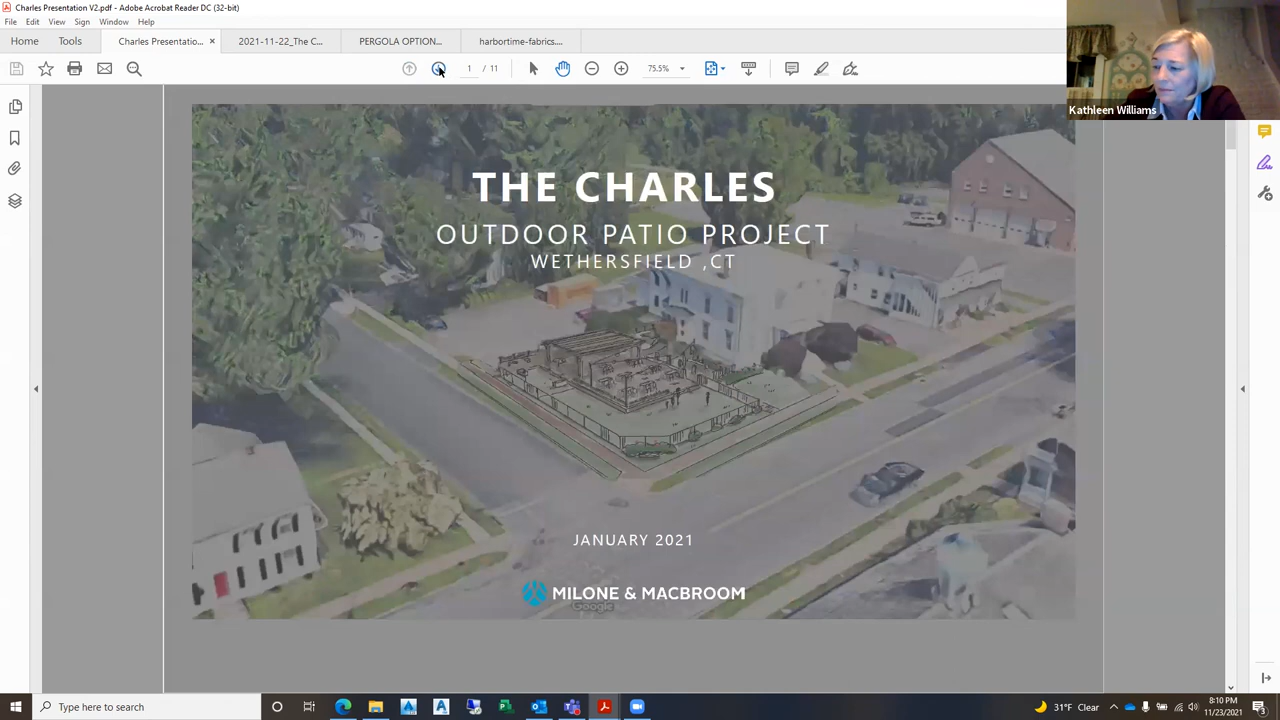 Charles Presentation V2.pdf - Adobe Acrobat Reader DC (32-bit)
File Edit View Sign Window Help
Home Tools Charles Presentatio... × 2021-11-22_The C... PERGOLA OPTION... harbortime-fabrics....
1 / 11 75.5%
Kathleen Williams
THE CHARLES
OUTDOOR PATIO PROJECT
WETHERSFIELD ,CT
JANUARY 2021
MILONE & MACBROOM
Google
Type here to search
31°F Clear
8:10 PM
11/23/2021